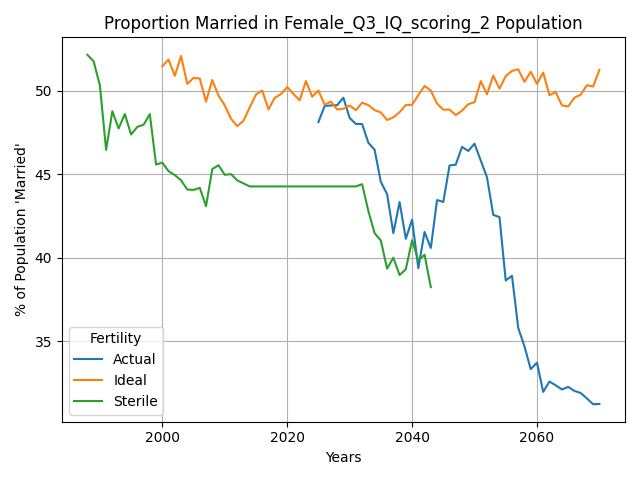 Proportion Married in Female_Q3_IQ_scoring_2 Population
% of Population 'Married'
50
45
40
35
Fertility
Actual
Ideal
Sterile
2000
2020
2040
2060
Years